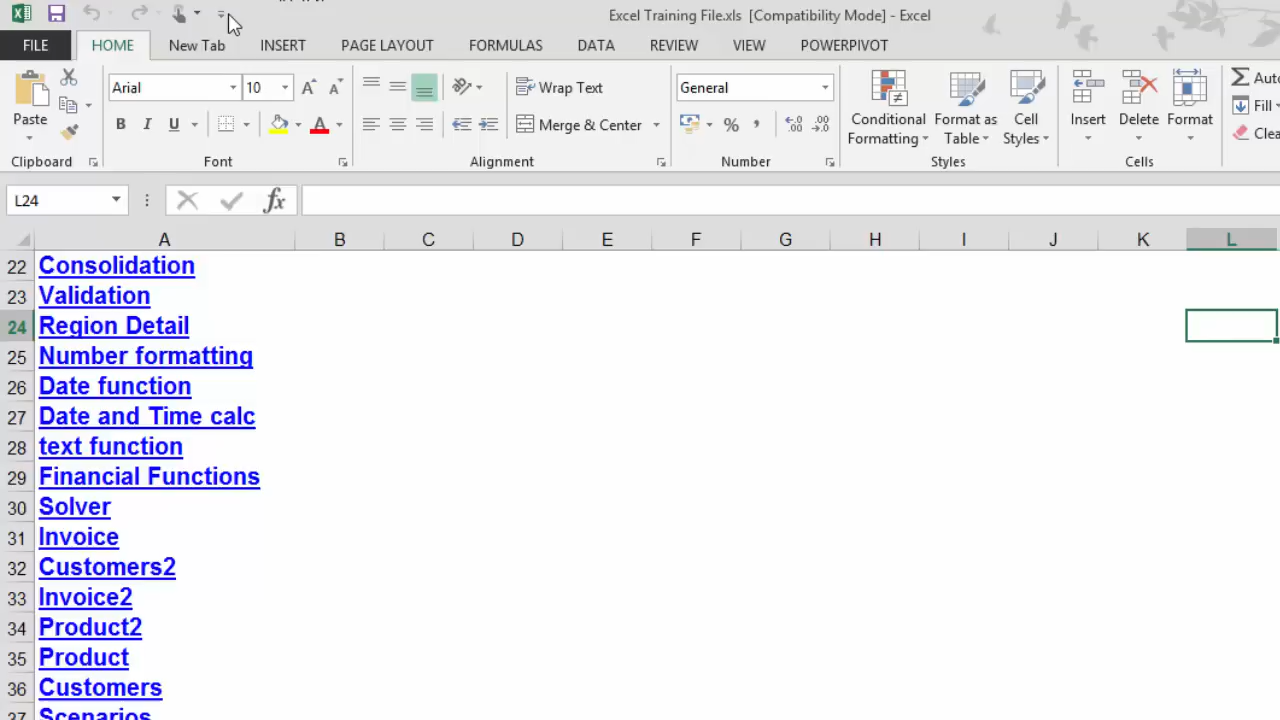 Excel Training File.xls [Compatibility Mode] - Excel
FILE HOME New Tab INSERT PAGE LAYOUT FORMULAS DATA REVIEW VIEW POWERPIVOT
Arial 10 Wrap Text General
Paste B I U A Merge & Center % Conditional Formatting Format as Table Cell Styles Insert Delete Format Fill
Clipboard Font Alignment Number Styles Cells
L24 fx
A B C D E F G H I J K L
22 Consolidation
23 Validation
24 Region Detail
25 Number formatting
26 Date function
27 Date and Time calc
28 text function
29 Financial Functions
30 Solver
31 Invoice
32 Customers2
33 Invoice2
34 Product2
35 Product
36 Customers
37 Scenarios